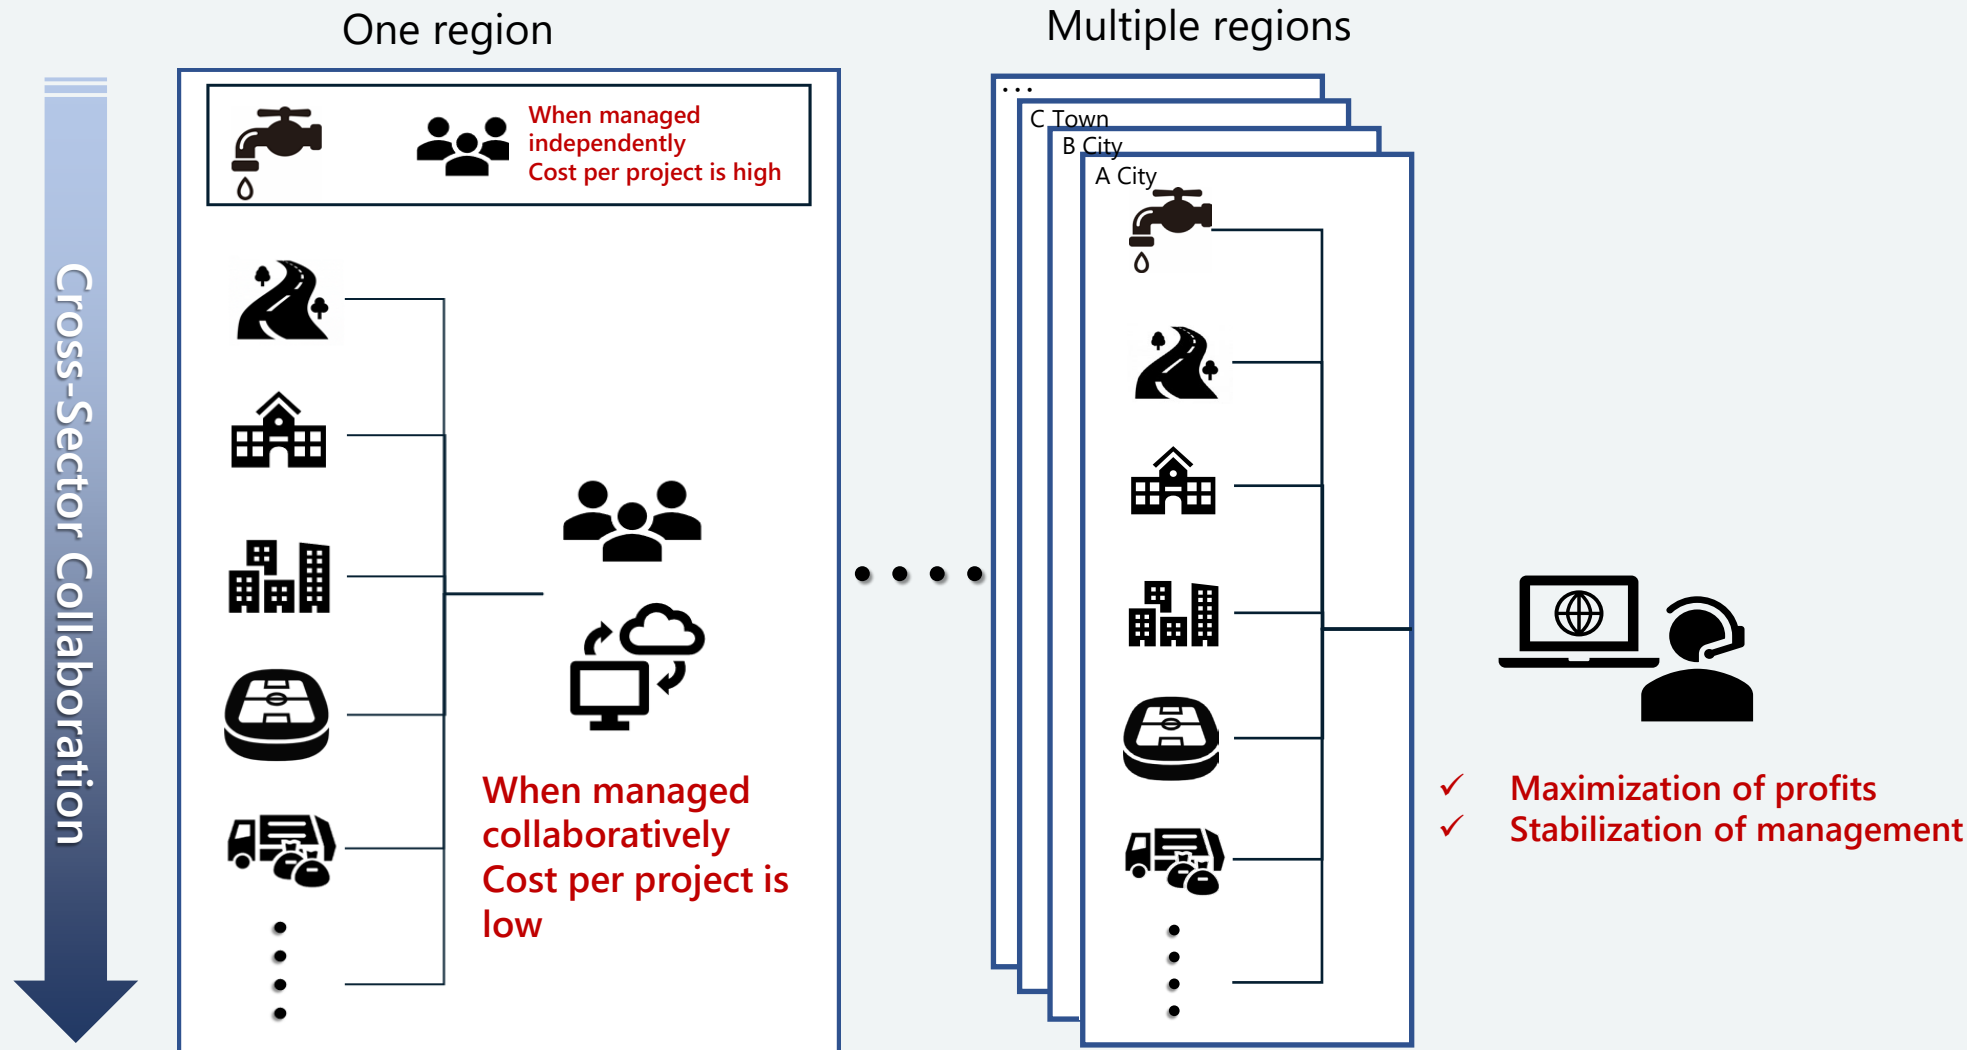 One region
Multiple regions
Cross-Sector Collaboration
When managed
independently
Cost per project is high
When managed
collaboratively
Cost per project is
low
...
C Town
B City
A City
✓ Maximization of profits
✓ Stabilization of management